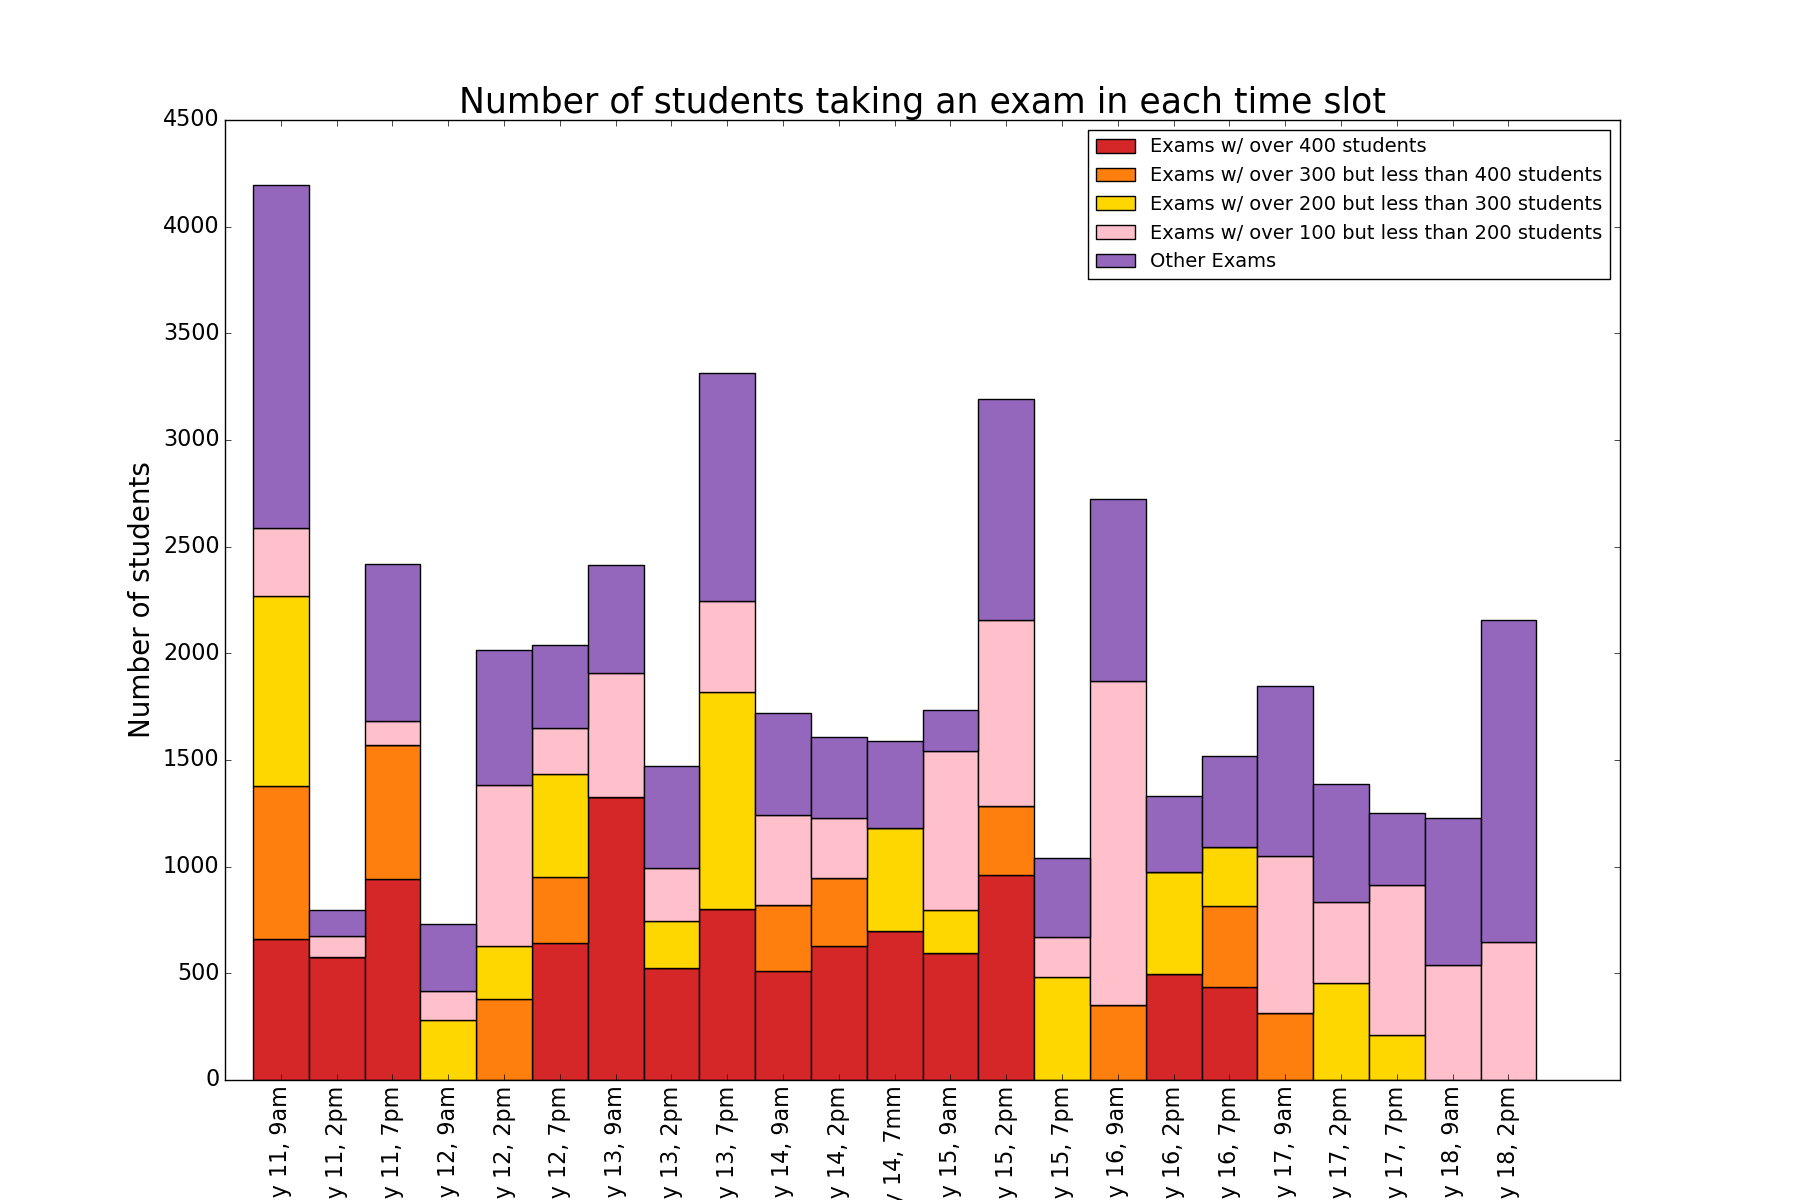 Number of students taking an exam in each time slot
Exams w/ over 400 students
Exams w/ over 300 but less than 400 students
Exams w/ over 200 but less than 300 students
Exams w/ over 100 but less than 200 students
Other Exams
Number of students
4500
4000
3500
3000
2500
2000
1500
1000
500
0
y 11, 9am
y 11, 2pm
y 11, 7pm
y 12, 9am
y 12, 2pm
y 12, 7pm
y 13, 9am
y 13, 2pm
y 13, 7pm
y 14, 9am
y 14, 2pm
y 14, 7mm
y 15, 9am
y 15, 2pm
y 15, 7pm
y 16, 9am
y 16, 2pm
y 16, 7pm
y 17, 9am
y 17, 2pm
y 17, 7pm
y 18, 9am
y 18, 2pm